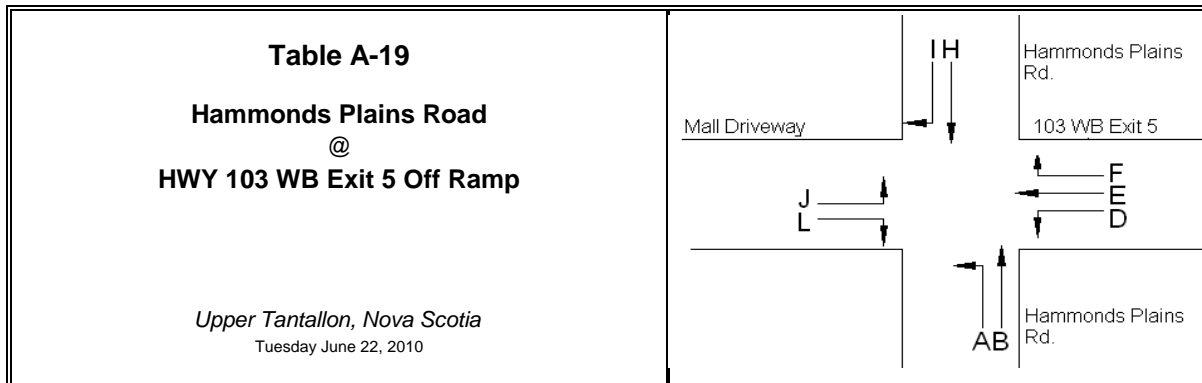 Table A-19
Hammonds Plains Road
@
HWY 103 WB Exit 5 Off Ramp
Upper Tantallon, Nova Scotia
Tuesday June 22, 2010
I H
Hammonds Plains
Rd.
Mall Driveway
103 WB Exit 5
F
E
D
J
L
A B
Hammonds Plains
Rd.